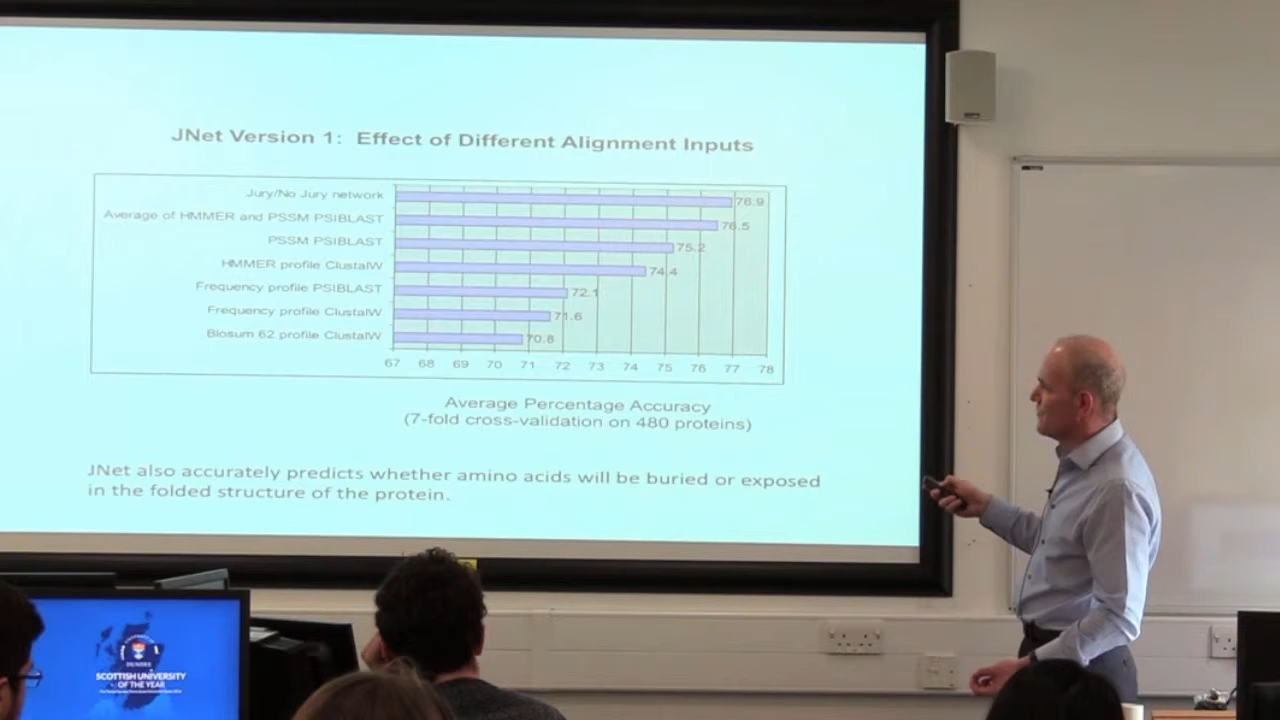 JNet Version 1: Effect of Different Alignment Inputs
Jury/No Jury network 76.9
Average of HMMER and PSSM PSIBLAST 76.5
PSSM PSIBLAST 75.2
HMMER profile ClustalW 74.4
Frequency profile PSIBLAST 72.1
Frequency profile ClustalW 71.6
Blosum 62 profile ClustalW 70.8
67 68 69 70 71 72 73 74 75 76 77 78
Average Percentage Accuracy
(7-fold cross-validation on 480 proteins)
JNet also accurately predicts whether amino acids will be buried or exposed
in the folded structure of the protein.
DUNDEE
SCOTTISH UNIVERSITY
OF THE YEAR